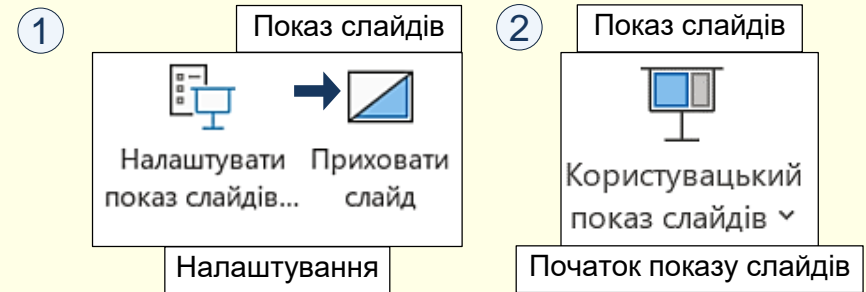 1
Показ слайдів
Налаштувати
показ слайдів...
Приховати
слайд
Налаштування
2
Показ слайдів
Користувацький
показ слайдів
Початок показу слайдів